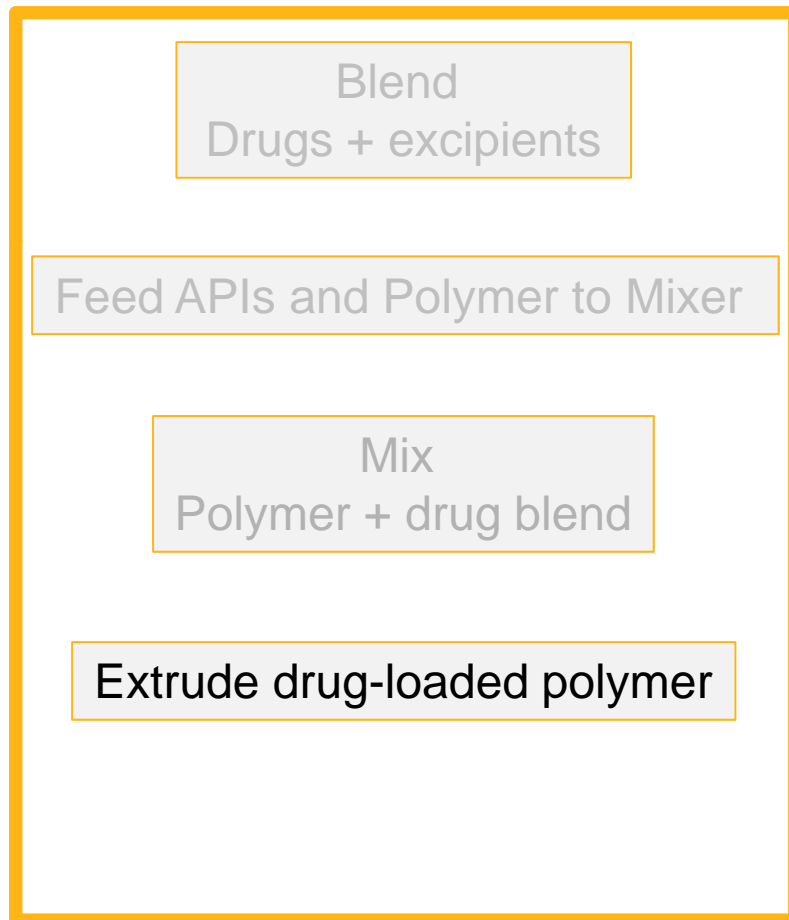 Blend
Drugs + excipients
Feed APIs and Polymer to Mixer
Mix
Polymer + drug blend
Extrude drug-loaded polymer